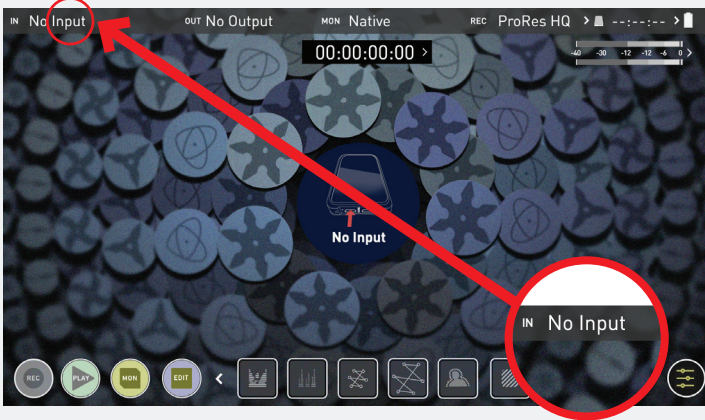 IN No Input OUT No Output MON Native REC ProRes HQ > --:--:-- >
00:00:00:00 >
-40 -30 -12 -12 -6 0 >
No Input
IN No Input
REC PLAY MON EDIT <